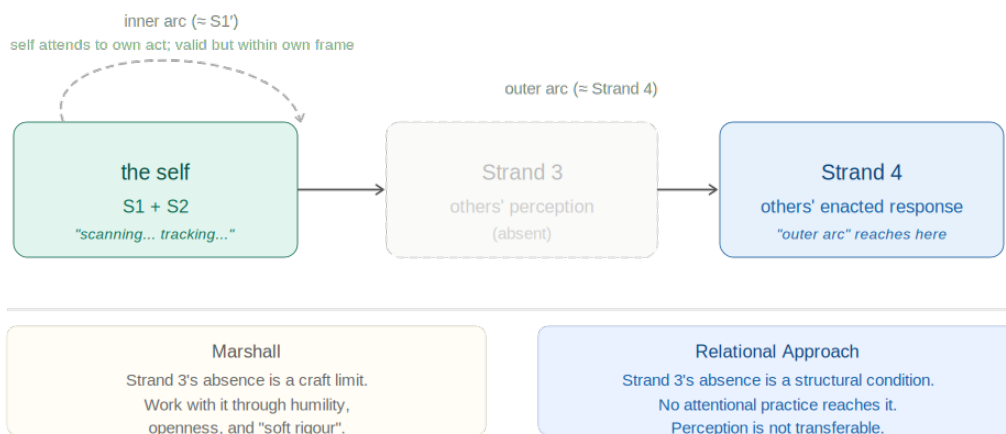 inner arc (≈ S1′)
self attends to own act; valid but within own frame
outer arc (≈ Strand 4)
the self
S1 + S2
"scanning... tracking..."
Strand 3
others' perception
(absent)
Strand 4
others' enacted response
"outer arc" reaches here
Marshall
Strand 3's absence is a craft limit.
Work with it through humility,
openness, and "soft rigour".
Relational Approach
Strand 3's absence is a structural condition.
No attentional practice reaches it.
Perception is not transferable.